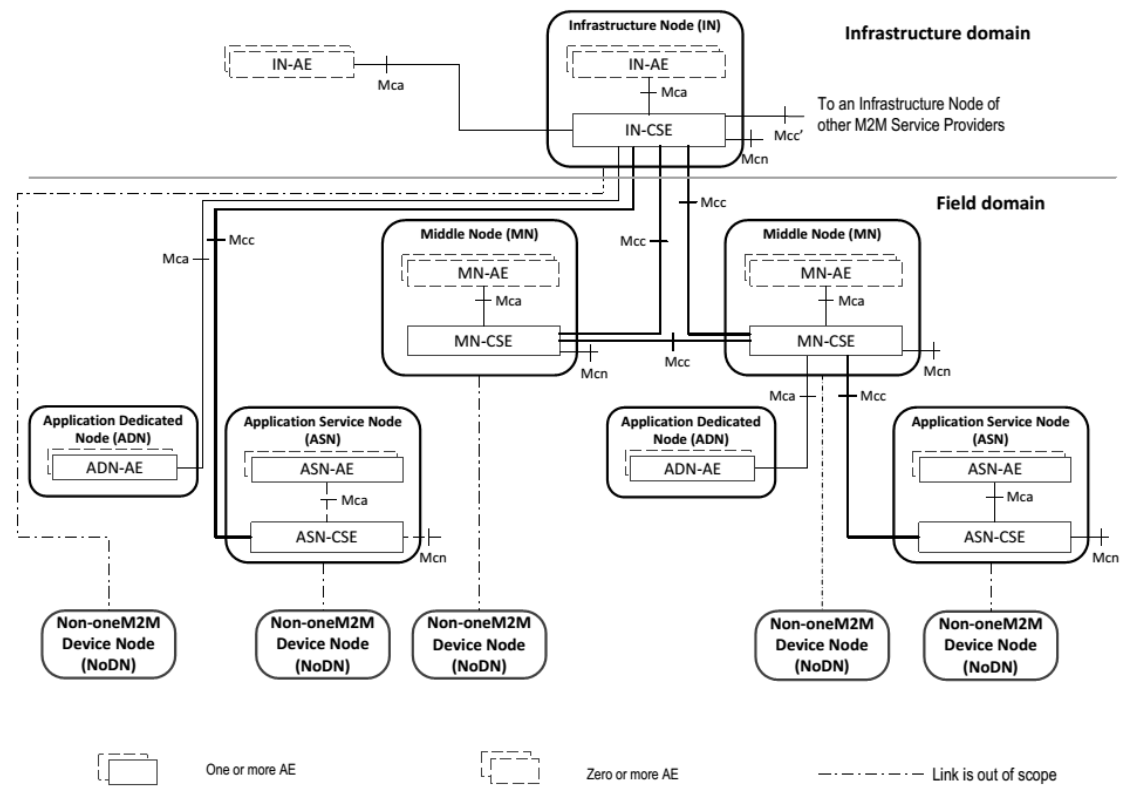 Infrastructure Node (IN)
Infrastructure domain
IN-AE
IN-AE
Mca
Mca
To an Infrastructure Node of
other M2M Service Providers
IN-CSE
Mcc’
Mcn
Mcc
Field domain
Middle Node (MN)
Middle Node (MN)
Mcc
Mcc
Mca
MN-AE
MN-AE
Mca
Mca
MN-CSE
MN-CSE
Mcc
Mcn
Mcn
Mca
Mcc
Application Dedicated
Node (ADN)
ADN-AE
Application Service Node
(ASN)
ASN-AE
Mca
ASN-CSE
Mcn
Application Dedicated
Node (ADN)
ADN-AE
Application Service Node
(ASN)
ASN-AE
Mca
ASN-CSE
Mcn
Non-oneM2M
Device Node
(NoDN)
Non-oneM2M
Device Node
(NoDN)
Non-oneM2M
Device Node
(NoDN)
Non-oneM2M
Device Node
(NoDN)
Non-oneM2M
Device Node
(NoDN)
One or more AE
Zero or more AE
Link is out of scope